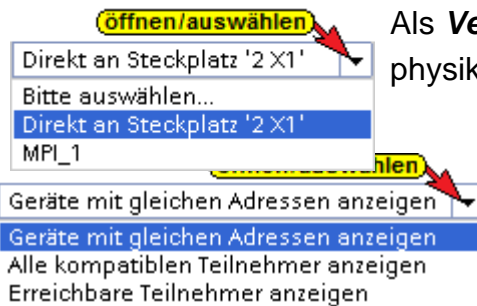 öffnen/auswählen
Als Ve
Direkt an Steckplatz '2 X1'
physik
Bitte auswählen...
Direkt an Steckplatz '2 X1'
MPI_1
Geräte mit gleichen Adressen anzeigen
Geräte mit gleichen Adressen anzeigen
Alle kompatiblen Teilnehmer anzeigen
Erreichbare Teilnehmer anzeigen